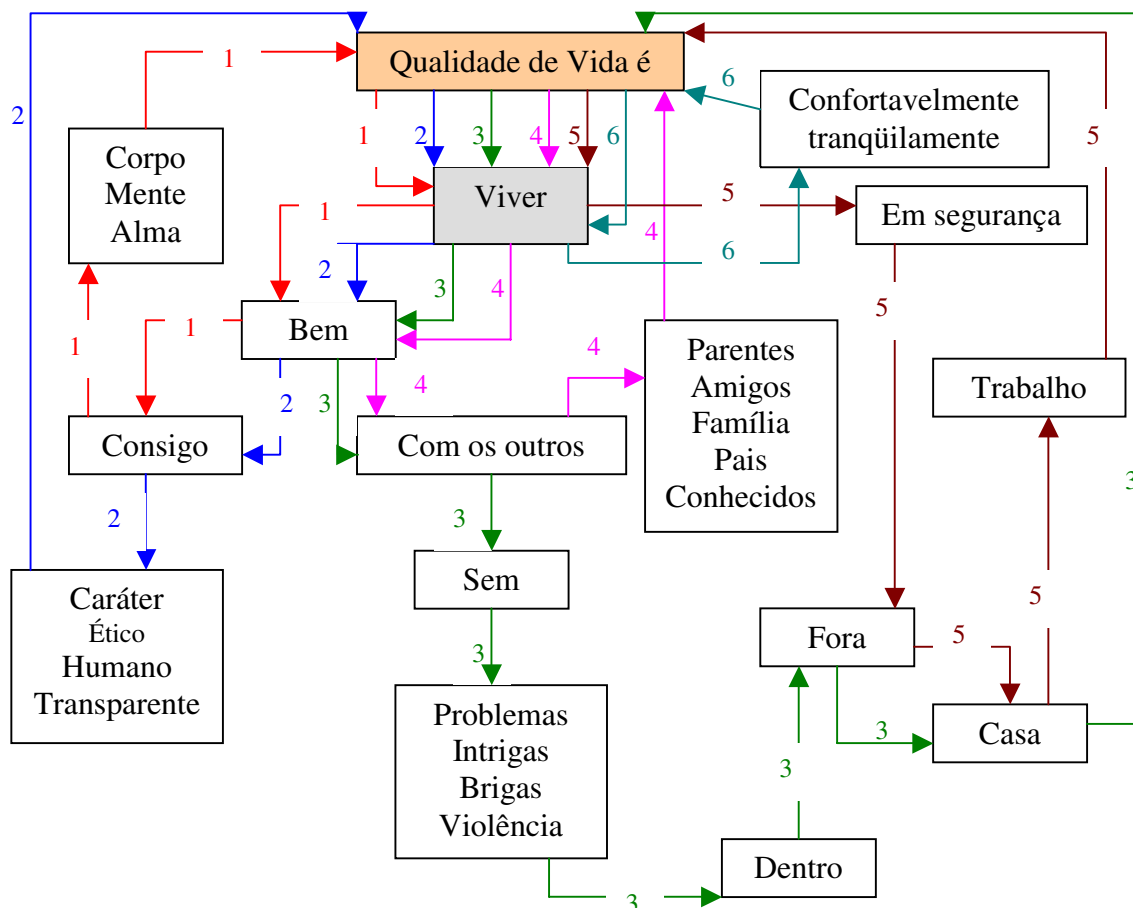 Qualidade de Vida é
1
2
2
1
2
3
4
5
6
6
Confortavelmente
tranqüilamente
5
3
Corpo
Mente
Alma
Viver
1
5
Em segurança
4
6
2
3
4
5
1
1
Bem
4
Parentes
Amigos
Família
Pais
Conhecidos
Trabalho
2
3
4
Consigo
Com os outros
2
3
Sem
5
Caráter
Ético
Humano
Transparente
3
Fora
5
Problemas
Intrigas
Brigas
Violência
3
Casa
3
Dentro
3